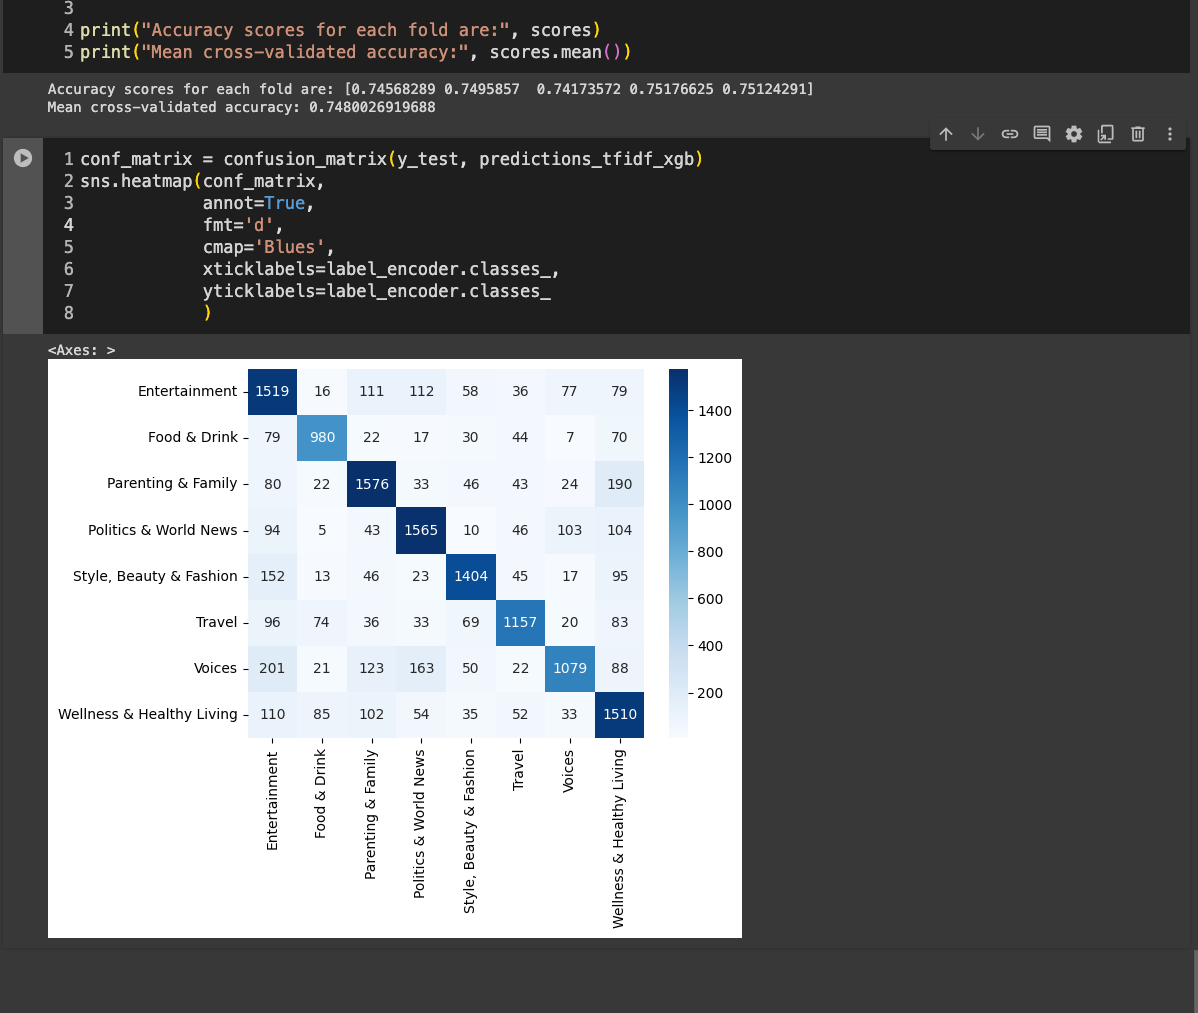 3
4 print("Accuracy scores for each fold are:", scores)
5 print("Mean cross-validated accuracy:", scores.mean())
Accuracy scores for each fold are: [0.74568289 0.7495857  0.74173572 0.75176625 0.75124291]
Mean cross-validated accuracy: 0.7480026919688
1 conf_matrix = confusion_matrix(y_test, predictions_tfidf_xgb)
2 sns.heatmap(conf_matrix,
3             annot=True,
4             fmt='d',
5             cmap='Blues',
6             xticklabels=label_encoder.classes_,
7             yticklabels=label_encoder.classes_
8             )
<Axes: >
Entertainment 1519 16 111 112 58 36 77 79
Food & Drink 79 980 22 17 30 44 7 70
Parenting & Family 80 22 1576 33 46 43 24 190
Politics & World News 94 5 43 1565 10 46 103 104
Style, Beauty & Fashion 152 13 46 23 1404 45 17 95
Travel 96 74 36 33 69 1157 20 83
Voices 201 21 123 163 50 22 1079 88
Wellness & Healthy Living 110 85 102 54 35 52 33 1510
Entertainment
Food & Drink
Parenting & Family
Politics & World News
Style, Beauty & Fashion
Travel
Voices
Wellness & Healthy Living
1400
1200
1000
800
600
400
200